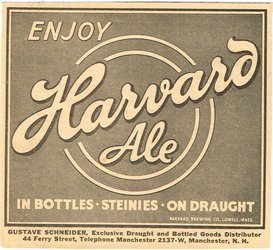 ENJOY
Harvard
Ale
IN BOTTLES · STEINIES · ON DRAUGHT
HARVARD BREWING CO. LOWELL, MASS.
GUSTAVE SCHNEIDER, Exclusive Draught and Bottled Goods Distributor
44 Ferry Street, Telephone Manchester 2137-W, Manchester, N. H.